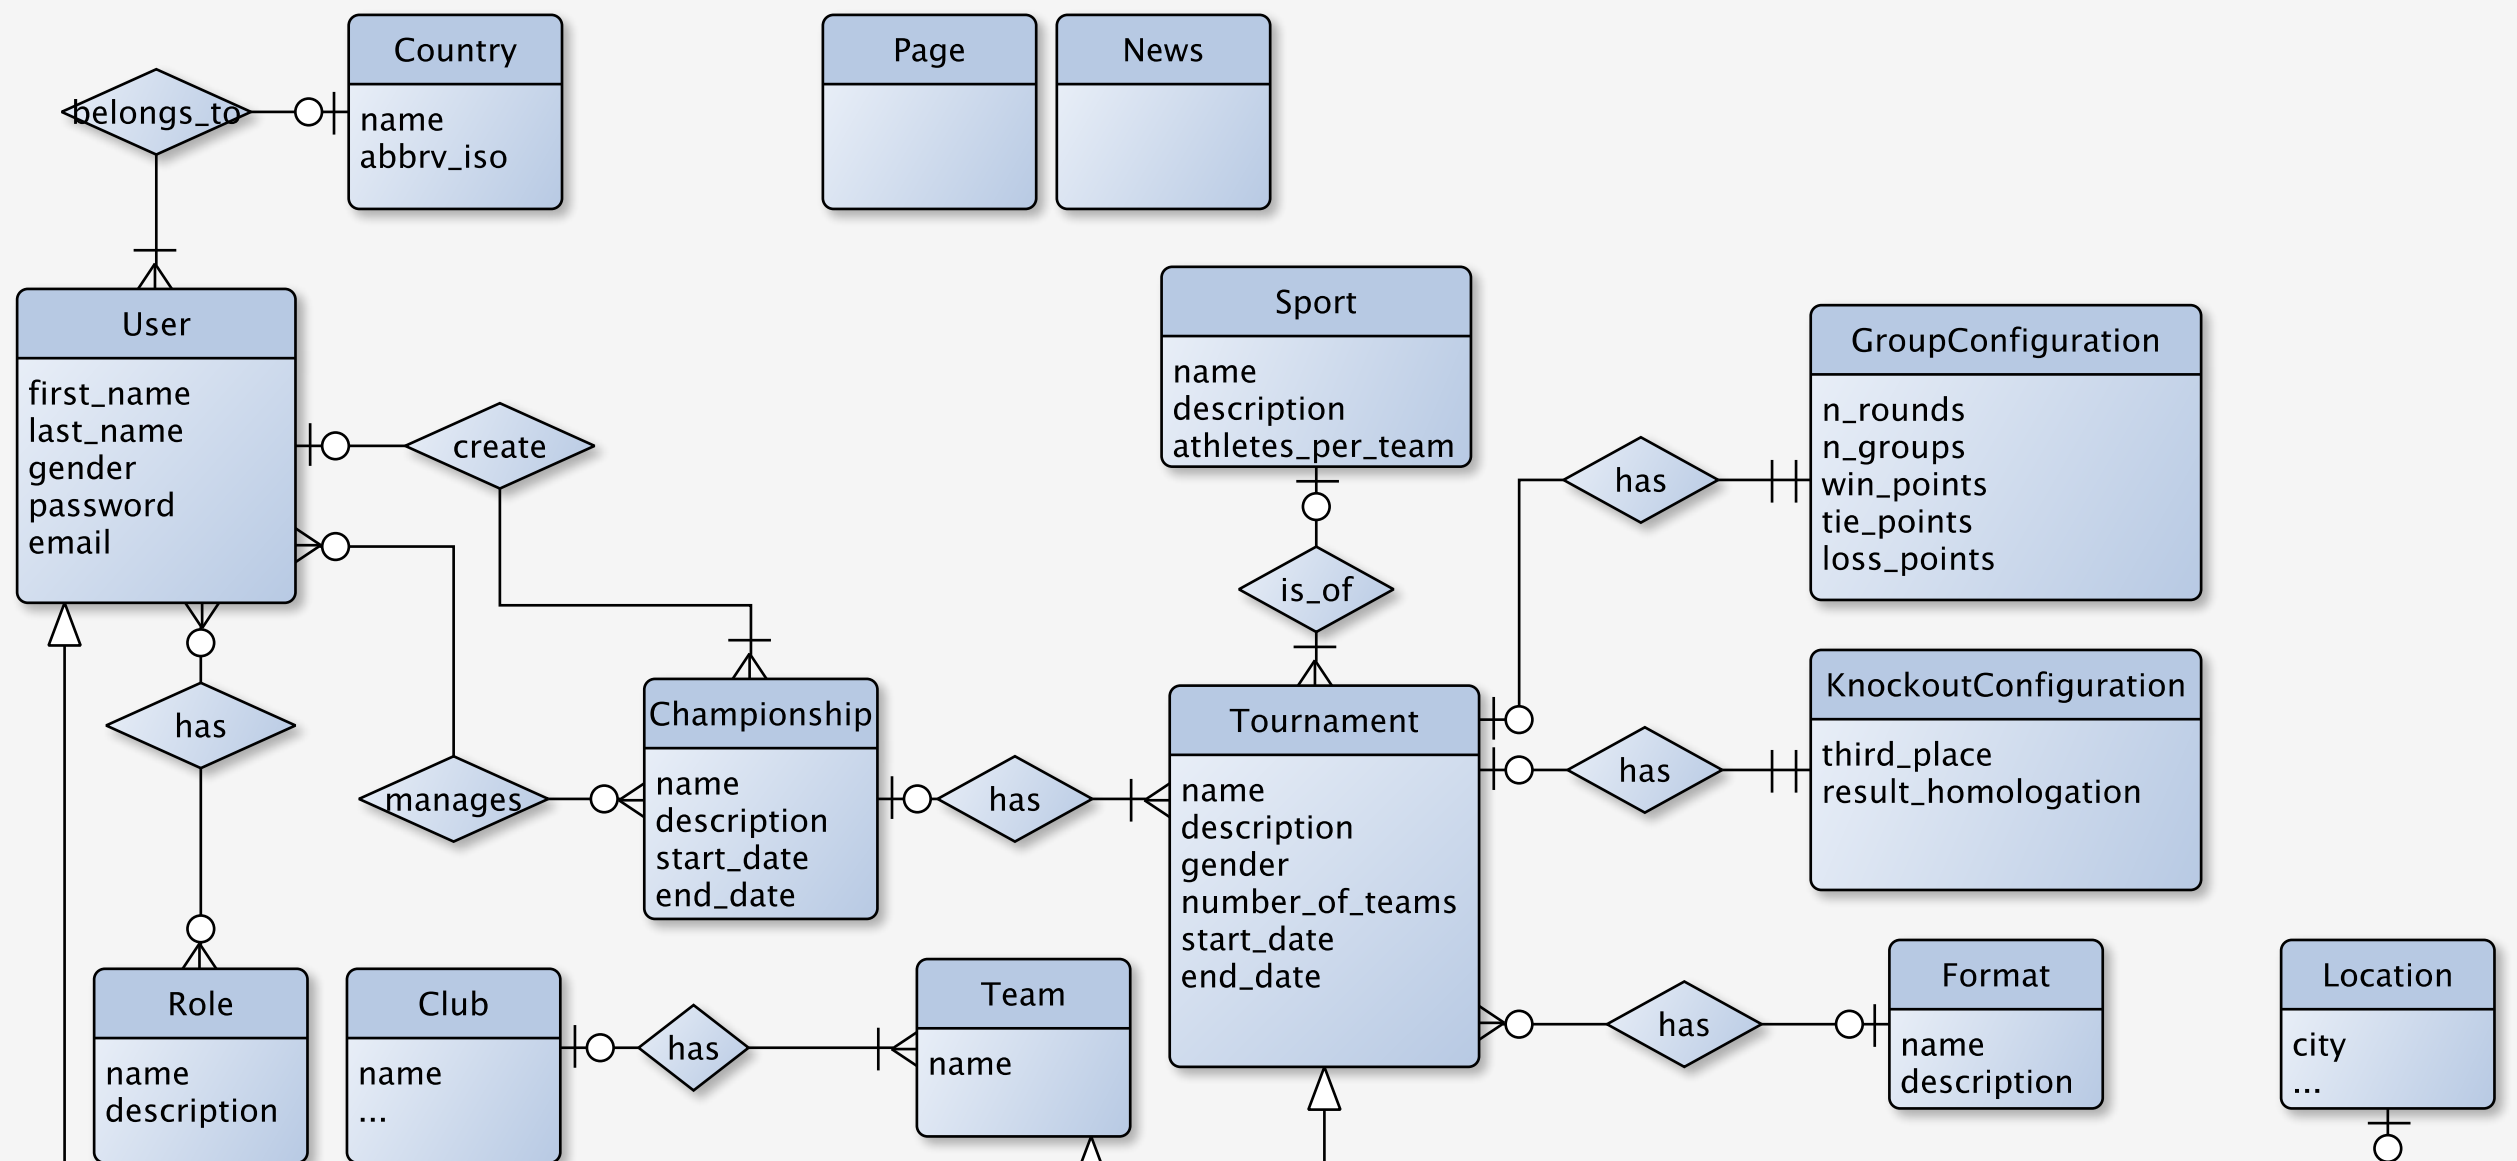 Country
name
abbrv_iso
Page
News
belongs_to
User
first_name
last_name
gender
password
email
create
Sport
name
description
athletes_per_team
is_of
GroupConfiguration
n_rounds
n_groups
win_points
tie_points
loss_points
has
has
manages
Championship
name
description
start_date
end_date
has
Tournament
name
description
gender
number_of_teams
start_date
end_date
has
KnockoutConfiguration
third_place
result_homologation
Role
name
description
Club
name
...
has
Team
name
has
Format
name
description
Location
city
...